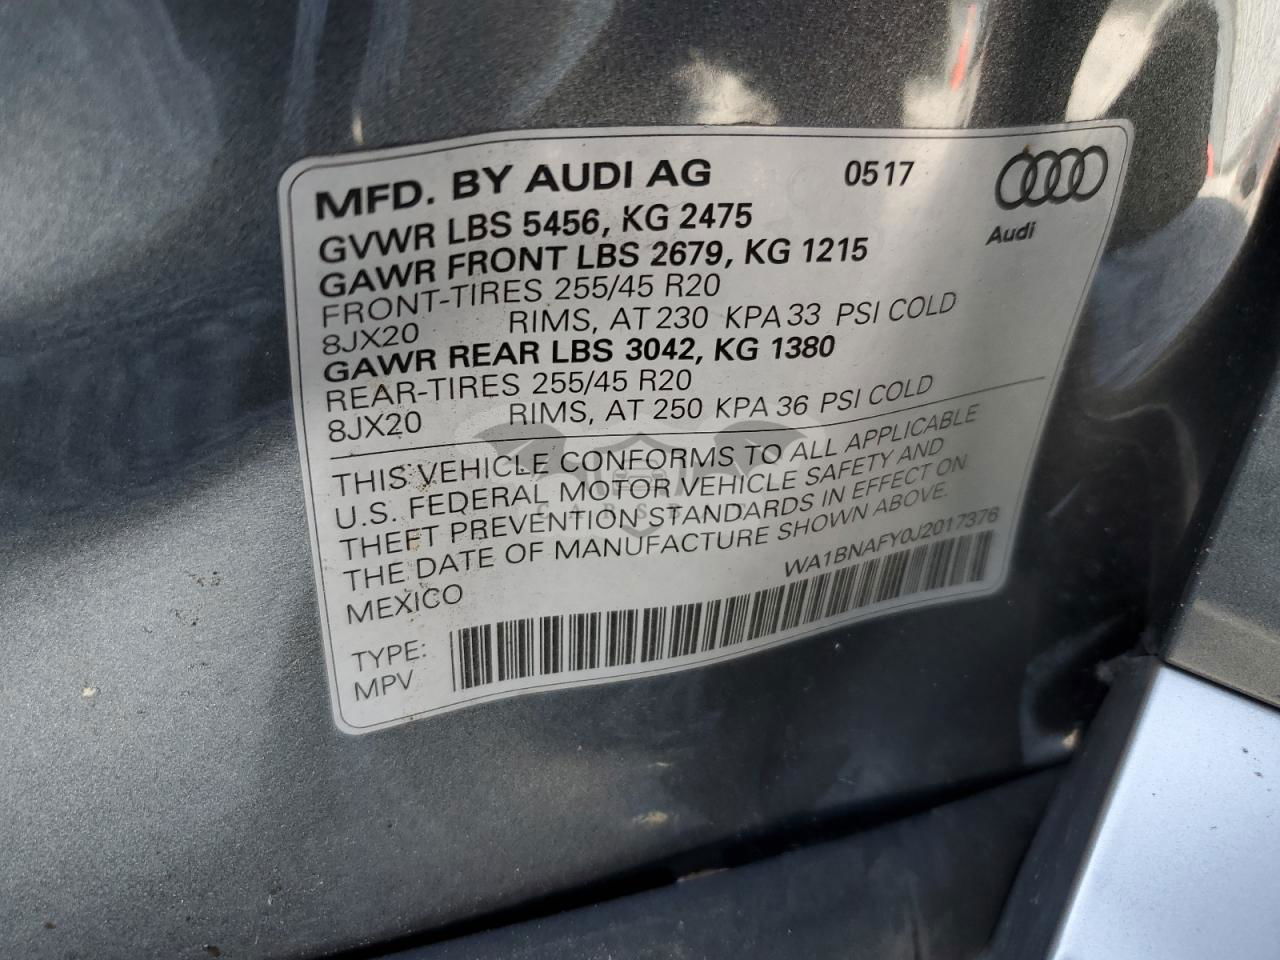 MFD. BY AUDI AG 0517
Audi
GVWR LBS 5456, KG 2475
GAWR FRONT LBS 2679, KG 1215
FRONT-TIRES 255/45 R20
8JX20 RIMS, AT 230 KPA 33 PSI COLD
GAWR REAR LBS 3042, KG 1380
REAR-TIRES 255/45 R20
8JX20 RIMS, AT 250 KPA 36 PSI COLD
THIS VEHICLE CONFORMS TO ALL APPLICABLE
U.S. FEDERAL MOTOR VEHICLE SAFETY AND
THEFT PREVENTION STANDARDS IN EFFECT ON
THE DATE OF MANUFACTURE SHOWN ABOVE.
MEXICO WA1BNAFY0J2017376
TYPE:
MPV